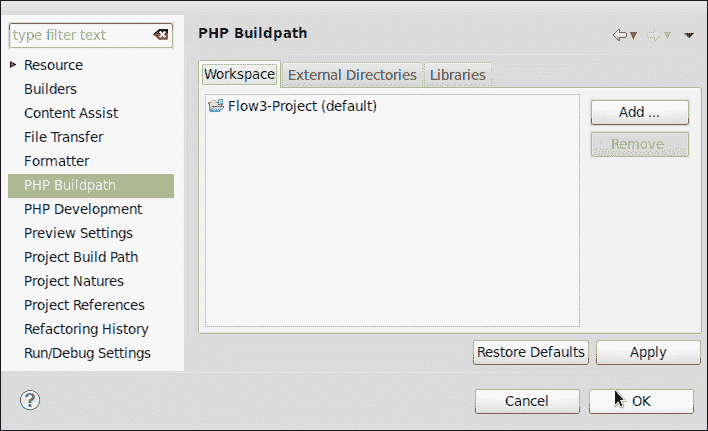 type filter text
Resource
Builders
Content Assist
File Transfer
Formatter
PHP Buildpath
PHP Development
Preview Settings
Project Build Path
Project Natures
Project References
Refactoring History
Run/Debug Settings
PHP Buildpath
Workspace External Directories Libraries
Flow3-Project (default)
Add ...
Remove
Restore Defaults Apply
? Cancel OK